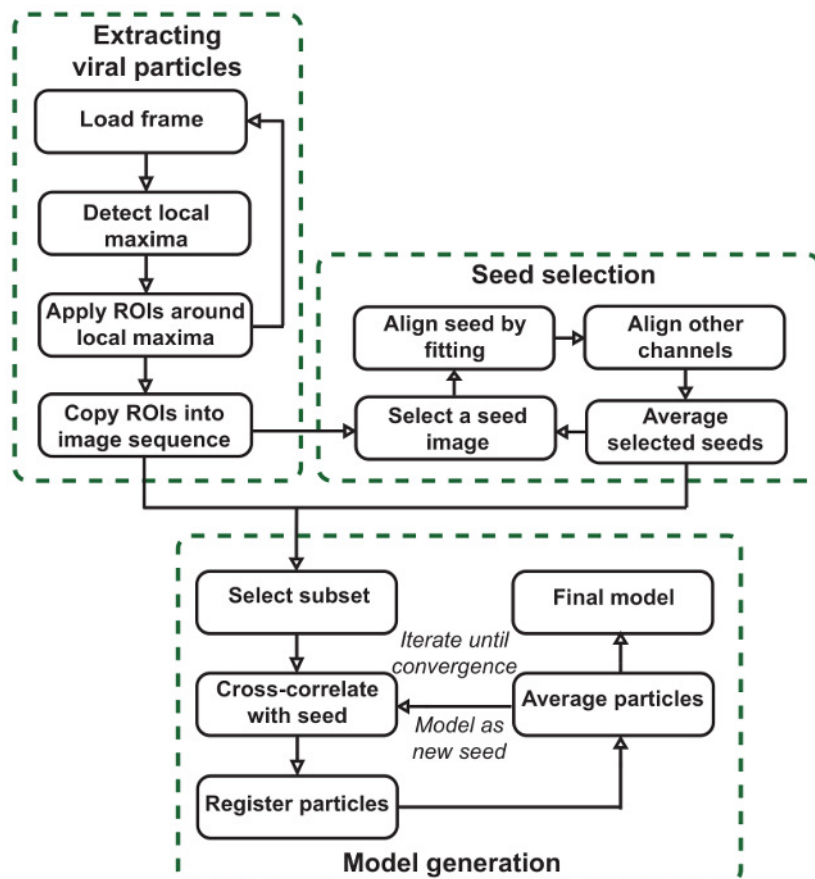 Extracting
viral particles
Load frame
Detect local
maxima
Apply ROIs around
local maxima
Copy ROIs into
image sequence
Seed selection
Align seed by
fitting
Align other
channels
Select a seed
image
Average
selected seeds
Select subset
Final model
Iterate until
convergence
Cross-correlate
with seed
Average particles
Model as
new seed
Register particles
Model generation